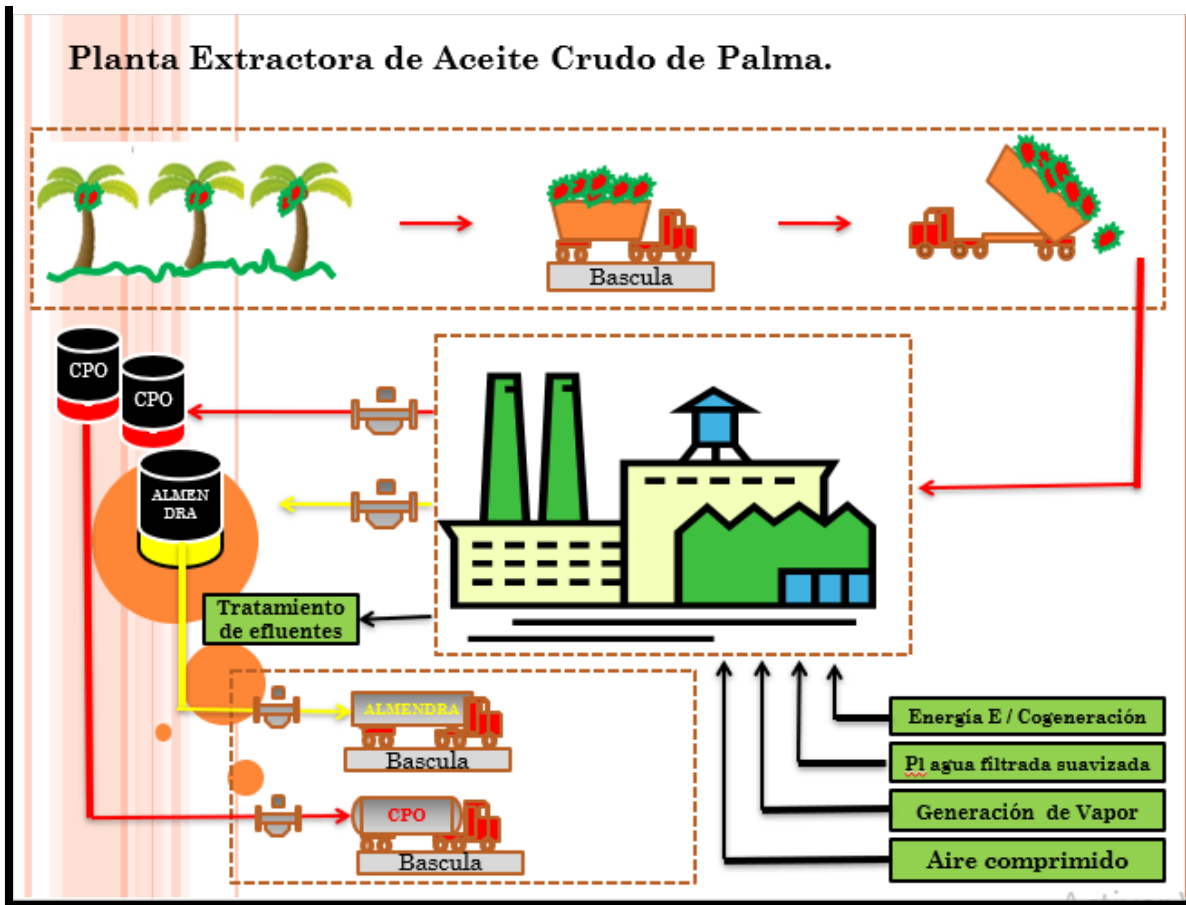 Planta Extractora de Aceite Crudo de Palma.
Bascula
CPO
CPO
ALMEN
DRA
Tratamiento
de efluentes
ALMENDRA
Bascula
CPO
Bascula
Energía E / Cogeneración
Pl agua filtrada suavizada
Generación de Vapor
Aire comprimido